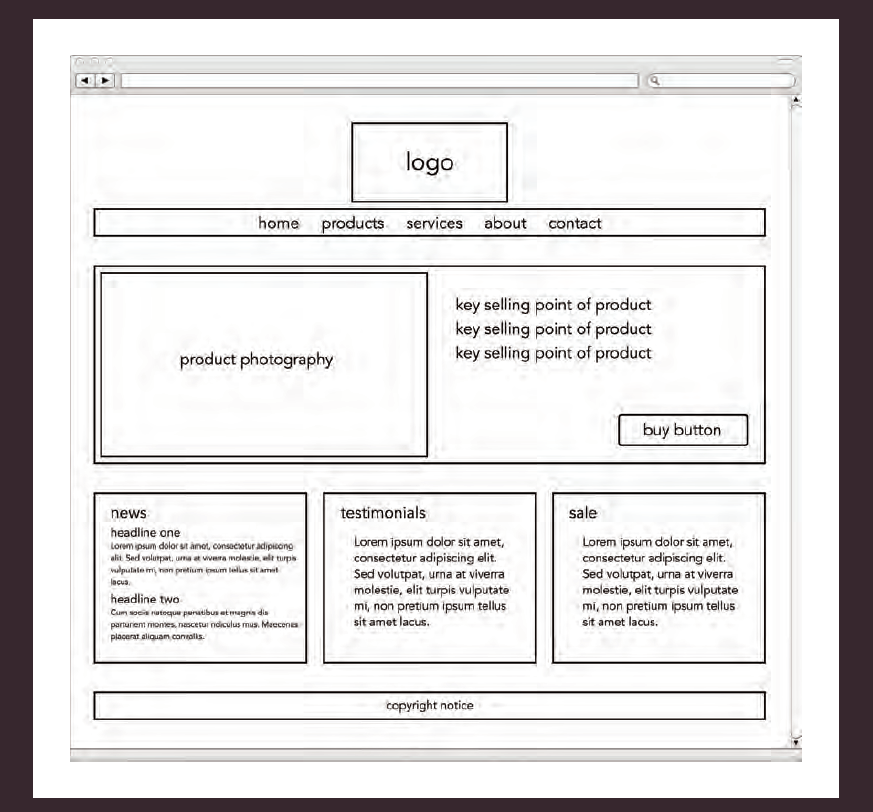 logo
home products services about contact
product photography
key selling point of product
key selling point of product
key selling point of product
buy button
news
headline one
Lorem ipsum dolor sit amet, consectetur adipiscing
elit. Sed volutpat, urna at viverra molestie, elit turpis
vulputate mi, non pretium ipsum tellus sit amet
lacus.
headline two
Cum sociis natoque penatibus et magnis dis
parturient montes, nascetur ridiculus mus. Maecenas
placerat aliquam convallis.
testimonials
Lorem ipsum dolor sit amet,
consectetur adipiscing elit.
Sed volutpat, urna at viverra
molestie, elit turpis vulputate
mi, non pretium ipsum tellus
sit amet lacus.
sale
Lorem ipsum dolor sit amet,
consectetur adipiscing elit.
Sed volutpat, urna at viverra
molestie, elit turpis vulputate
mi, non pretium ipsum tellus
sit amet lacus.
copyright notice